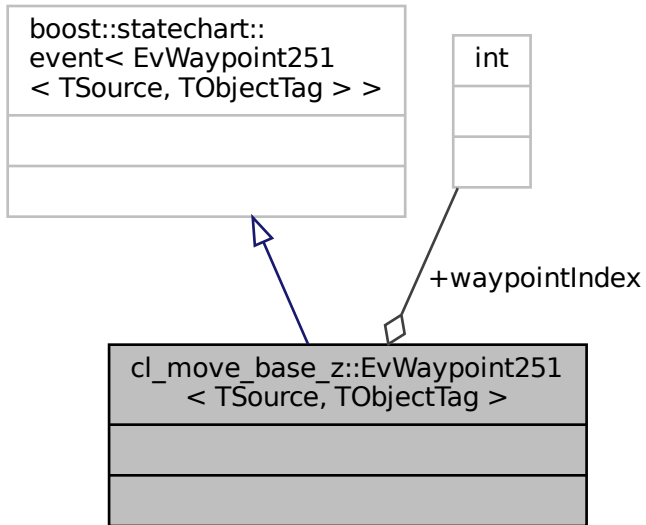 boost::statechart::
event< EvWaypoint251
< TSource, TObjectTag > >
int
+waypointIndex
cl_move_base_z::EvWaypoint251
< TSource, TObjectTag >